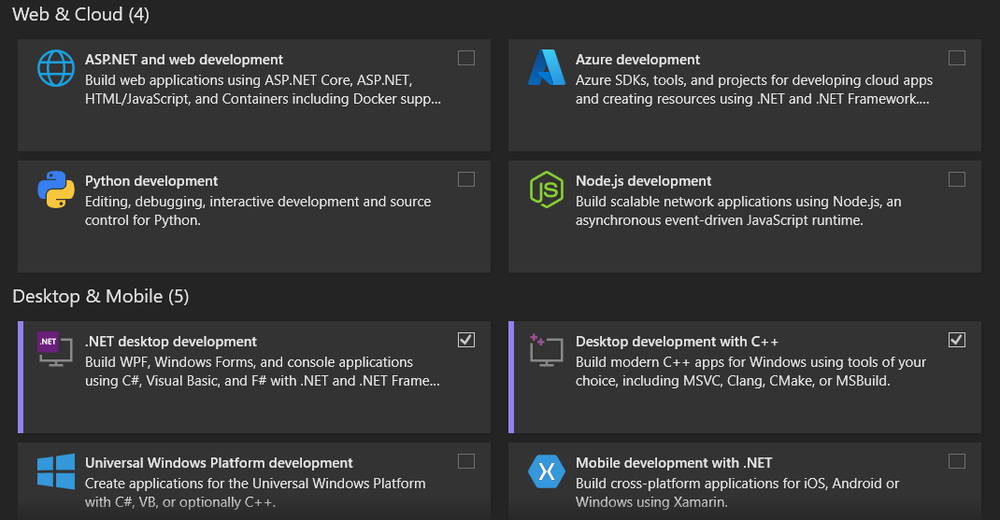 Web & Cloud (4)
ASP.NET and web development
Build web applications using ASP.NET Core, ASP.NET,
HTML/JavaScript, and Containers including Docker supp...
Azure development
Azure SDKs, tools, and projects for developing cloud apps
and creating resources using .NET and .NET Framework....
Python development
Editing, debugging, interactive development and source
control for Python.
JS
Node.js development
Build scalable network applications using Node.js, an
asynchronous event-driven JavaScript runtime.
Desktop & Mobile (5)
.NET
.NET desktop development
Build WPF, Windows Forms, and console applications
using C#, Visual Basic, and F# with .NET and .NET Frame...
Desktop development with C++
Build modern C++ apps for Windows using tools of your
choice, including MSVC, Clang, CMake, or MSBuild.
Universal Windows Platform development
Create applications for the Universal Windows Platform
with C#, VB, or optionally C++.
Mobile development with .NET
Build cross-platform applications for iOS, Android or
Windows using Xamarin.